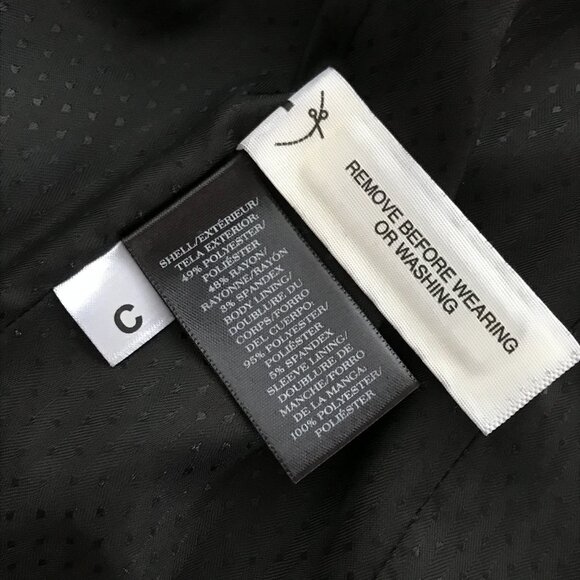 C
SHELL/EXTÉRIEUR/
TELA EXTERIOR.
49% POLYESTER/
POLIÉSTER
48% RAYON/
RAYONNE/RAYÓN
3% SPANDEX
BODY LINING/
DOUBLURE DU
CORPS/FORRO
DEL CUERPO.
95% POLYESTER/
POLIÉSTER
5% SPANDEX
SLEEVE LINING/
DOUBLURE DE
MANCHE/FORRO
DE LA MANGA.
100% POLYESTER/
POLIÉSTER
REMOVE BEFORE WEARING
OR WASHING